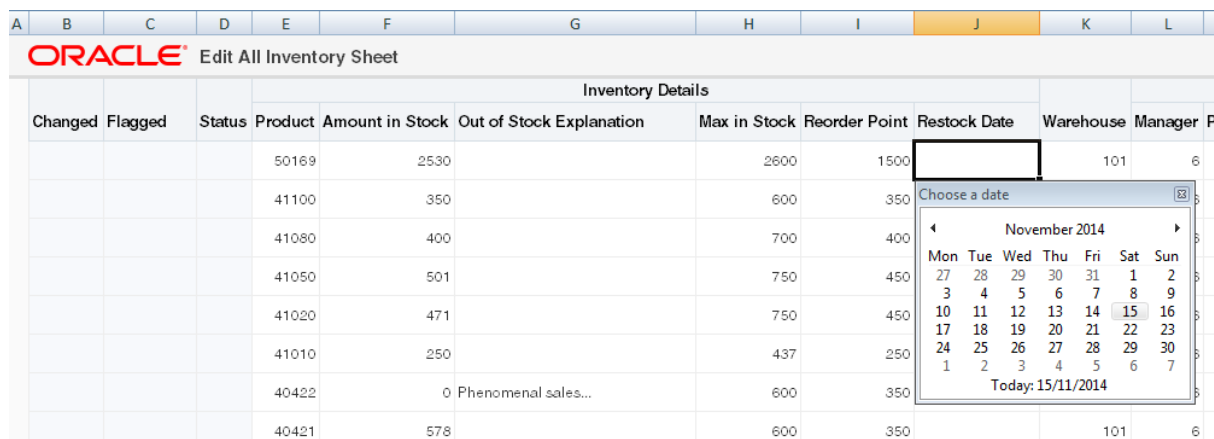 A B C D E F G H I J K L
ORACLE® Edit All Inventory Sheet
Inventory Details
Changed Flagged Status Product Amount in Stock Out of Stock Explanation Max in Stock Reorder Point Restock Date Warehouse Manager P
50169 2530 2600 1500 101 6
41100 350 600 350
Choose a date
41080 400 700 400
November 2014
Mon Tue Wed Thu Fri Sat Sun
41050 501 750 450
27 28 29 30 31 1 2
3 4 5 6 7 8 9
41020 471 750 450
10 11 12 13 14 15 16
17 18 19 20 21 22 23
41010 250 437 250
24 25 26 27 28 29 30
1 2 3 4 5 6 7
Today: 15/11/2014
40422 0 Phenomenal sales... 600 350
40421 578 600 350 101 6